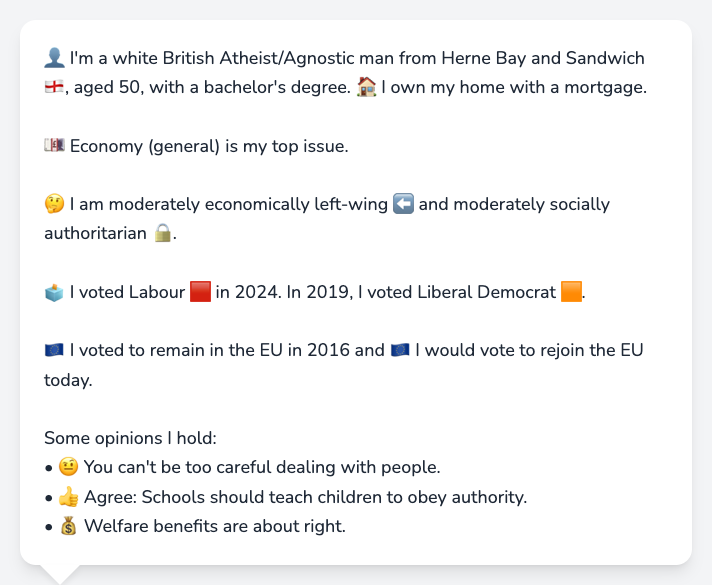 👤 I'm a white British Atheist/Agnostic man from Herne Bay and Sandwich
🏴󠁧󠁢󠁥󠁮󠁧󠁿, aged 50, with a bachelor's degree. 🏠 I own my home with a mortgage.
💷 Economy (general) is my top issue.
🤔 I am moderately economically left-wing ⬅️ and moderately socially
authoritarian 🔒.
🗳️ I voted Labour 🟥 in 2024. In 2019, I voted Liberal Democrat 🟧.
🇪🇺 I voted to remain in the EU in 2016 and 🇪🇺 I would vote to rejoin the EU
today.
Some opinions I hold:
• 🤨 You can't be too careful dealing with people.
• 👍 Agree: Schools should teach children to obey authority.
• 💰 Welfare benefits are about right.